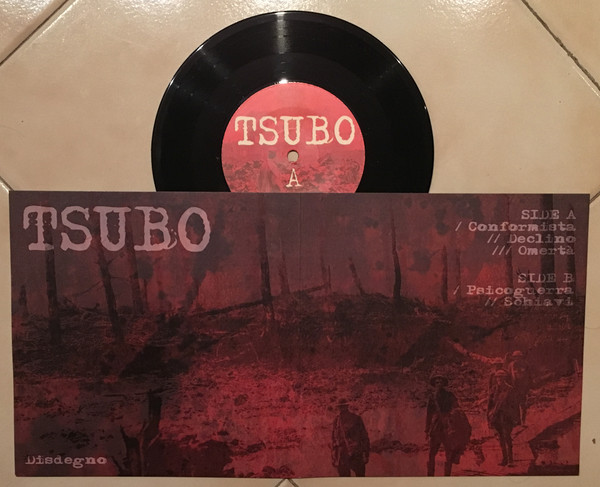 TSUBO
A
TSUBO
SIDE A
/ Conformista
// Declino
/// Omertà
SIDE B
/ Psicoguerra
// Schiavi
Disdegno